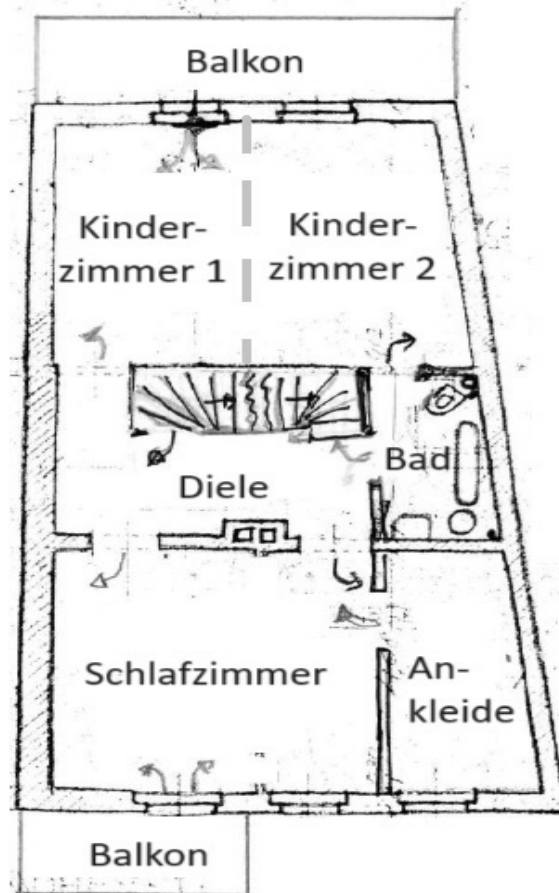 Balkon
Kinder-
zimmer 1
Kinder-
zimmer 2
Bad
Diele
Schlafzimmer
An-
kleide
Balkon